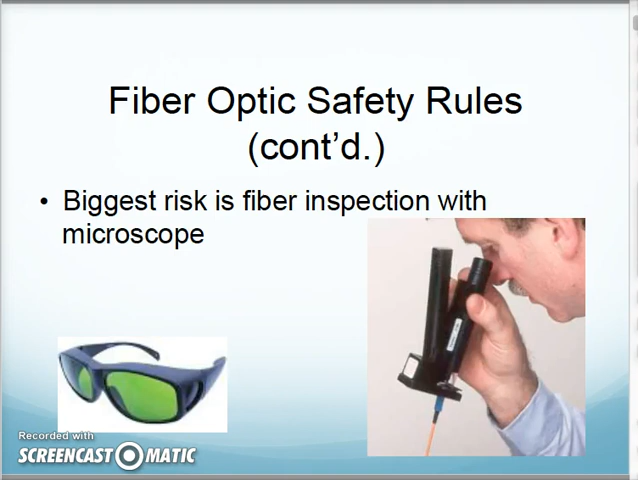 Fiber Optic Safety Rules
(cont’d.)
• Biggest risk is fiber inspection with
microscope
Recorded with
SCREENCAST MATIC